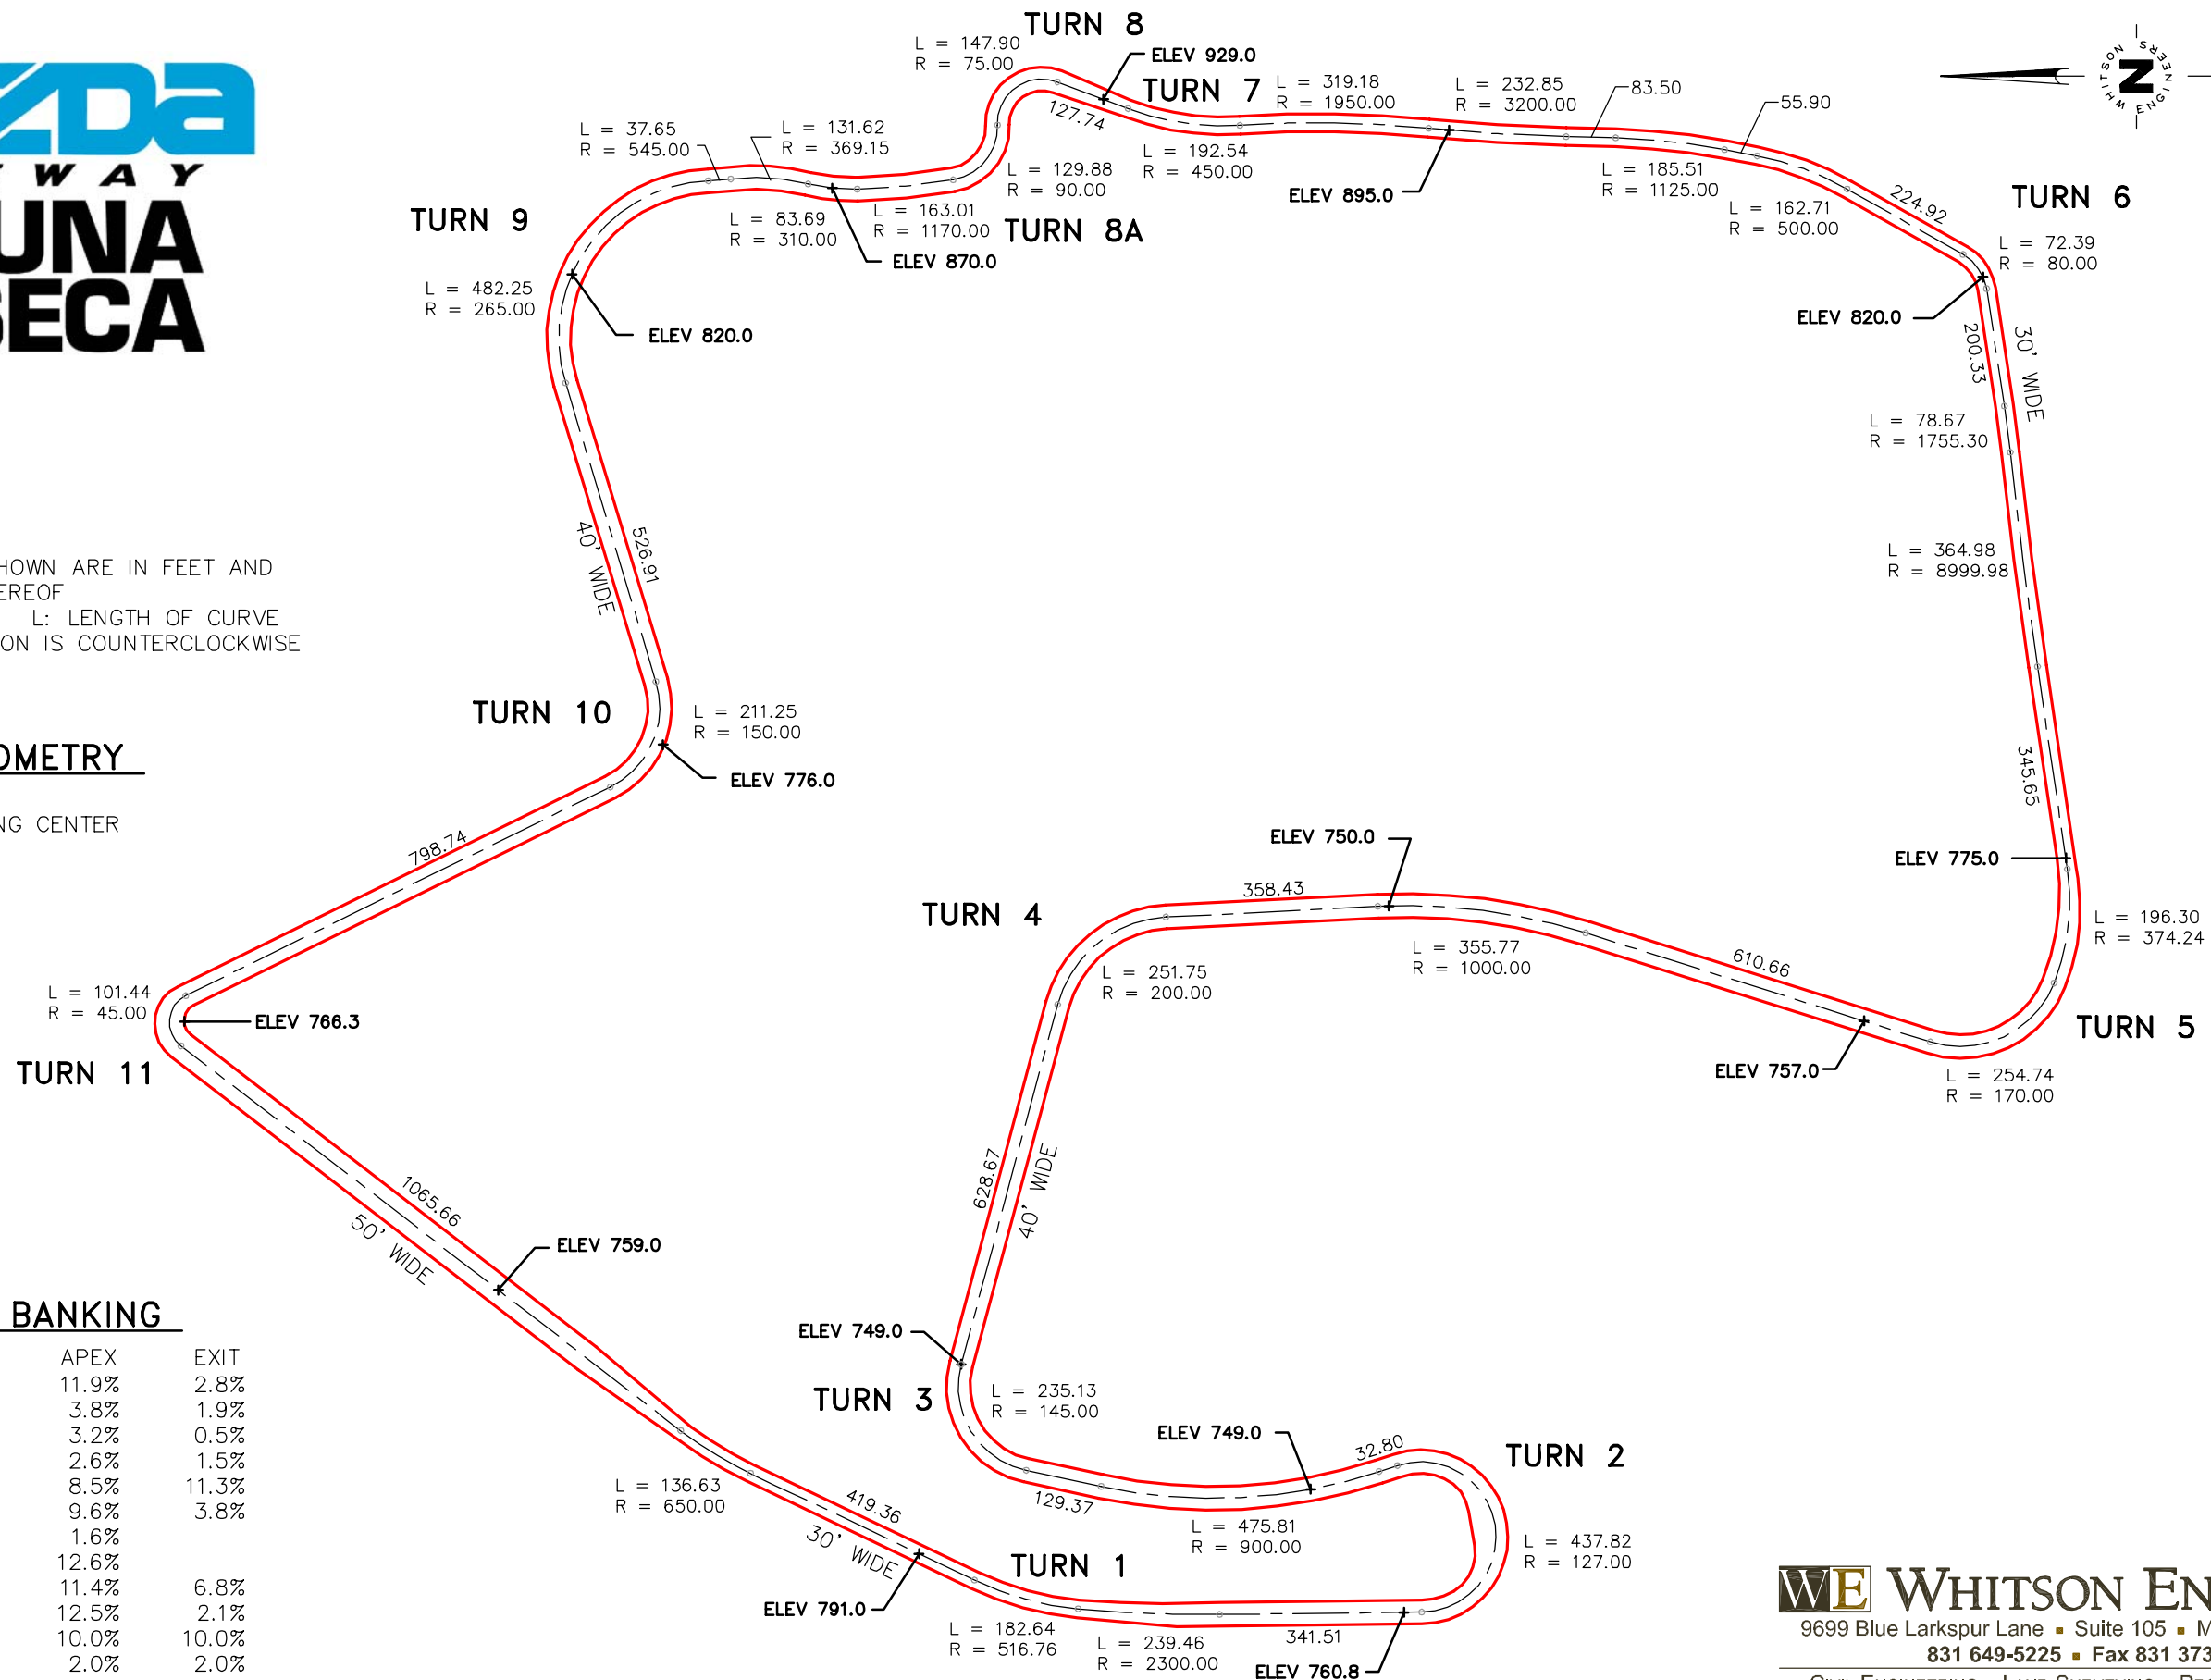 TURN 8
L = 147.90
R = 75.00
ELEV 929.0
TURN 7
127.74
L = 319.18
R = 1950.00
L = 232.85
R = 3200.00
83.50
55.90
WHITSON ENGINEERS
N
L = 37.65
R = 545.00
L = 131.62
R = 369.15
L = 129.88
R = 90.00
L = 192.54
R = 450.00
ELEV 895.0
L = 185.51
R = 1125.00
L = 162.71
R = 500.00
224.92
TURN 6
L = 72.39
R = 80.00
TURN 9
L = 83.69
R = 310.00
L = 163.01
R = 1170.00
TURN 8A
ELEV 870.0
L = 482.25
R = 265.00
ELEV 820.0
ELEV 820.0
200.33
30' WIDE
L = 78.67
R = 1755.30
L = 364.98
R = 8999.98
345.65
40' WIDE
526.91
HOWN ARE IN FEET AND
EREOF
L: LENGTH OF CURVE
ON IS COUNTERCLOCKWISE
TURN 10
L = 211.25
R = 150.00
ELEV 776.0
OMETRY
NG CENTER
798.74
ELEV 750.0
ELEV 775.0
TURN 4
358.43
L = 196.30
R = 374.24
L = 251.75
R = 200.00
L = 355.77
R = 1000.00
610.66
L = 101.44
R = 45.00
ELEV 766.3
TURN 5
TURN 11
ELEV 757.0
L = 254.74
R = 170.00
628.67
40' WIDE
1065.66
50' WIDE
ELEV 759.0
BANKING
APEX EXIT
11.9% 2.8%
3.8% 1.9%
3.2% 0.5%
2.6% 1.5%
8.5% 11.3%
9.6% 3.8%
1.6%
12.6%
11.4% 6.8%
12.5% 2.1%
10.0% 10.0%
2.0% 2.0%
ELEV 749.0
TURN 3
L = 235.13
R = 145.00
ELEV 749.0
32.80
TURN 2
129.37
L = 475.81
R = 900.00
L = 437.82
R = 127.00
L = 136.63
R = 650.00
419.36
30' WIDE
TURN 1
ELEV 791.0
L = 182.64
R = 516.76
L = 239.46
R = 2300.00
341.51
ELEV 760.8
WE WHITSON EN
9699 Blue Larkspur Lane ▪ Suite 105 ▪ M
831 649-5225 ▪ Fax 831 373
ZDA
WAY
UNA
SECA